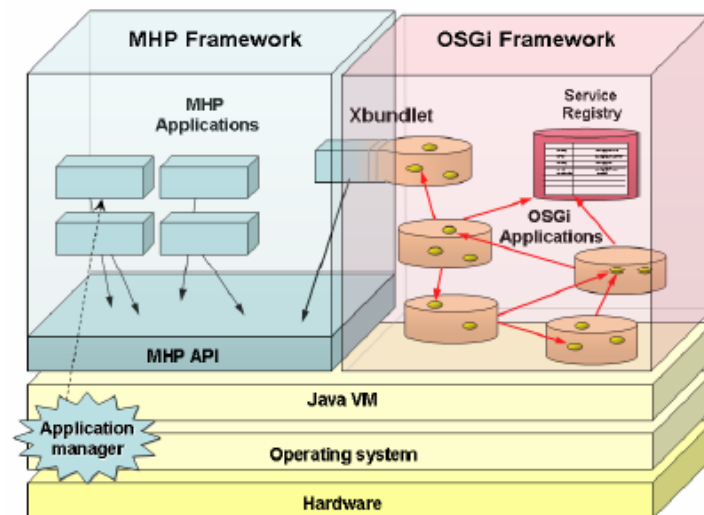 MHP Framework
OSGi Framework
MHP
Applications
Xbundlet
Service
Registry
OSGi
Applications
MHP API
Java VM
Application
manager
Operating system
Hardware